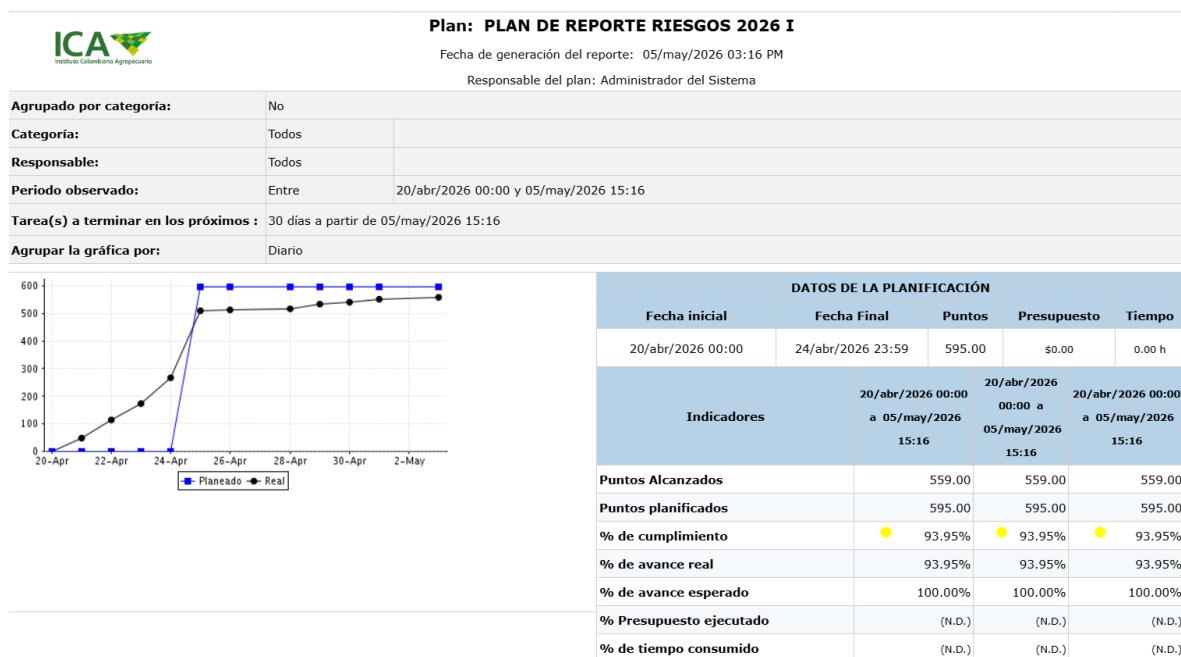 ICA
Instituto Colombiano Agropecuario
Plan: PLAN DE REPORTE RIESGOS 2026 I
Fecha de generación del reporte: 05/may/2026 03:16 PM
Responsable del plan: Administrador del Sistema
Agrupado por categoría: No
Categoría: Todos
Responsable: Todos
Periodo observado: Entre 20/abr/2026 00:00 y 05/may/2026 15:16
Tarea(s) a terminar en los próximos : 30 días a partir de 05/may/2026 15:16
Agrupar la gráfica por: Diario
600
500
400
300
200
100
0
20-Apr 22-Apr 24-Apr 26-Apr 28-Apr 30-Apr 2-May
Planeado Real
DATOS DE LA PLANIFICACIÓN
Fecha inicial Fecha Final Puntos Presupuesto Tiempo
20/abr/2026 00:00 24/abr/2026 23:59 595.00 $0.00 0.00 h
Indicadores
20/abr/2026 00:00
a 05/may/2026
15:16
20/abr/2026
00:00 a
05/may/2026
15:16
20/abr/2026 00:00
a 05/may/2026
15:16
Puntos Alcanzados 559.00 559.00 559.00
Puntos planificados 595.00 595.00 595.00
% de cumplimiento 93.95% 93.95% 93.95%
% de avance real 93.95% 93.95% 93.95%
% de avance esperado 100.00% 100.00% 100.00%
% Presupuesto ejecutado (N.D.) (N.D.) (N.D.)
% de tiempo consumido (N.D.) (N.D.) (N.D.)